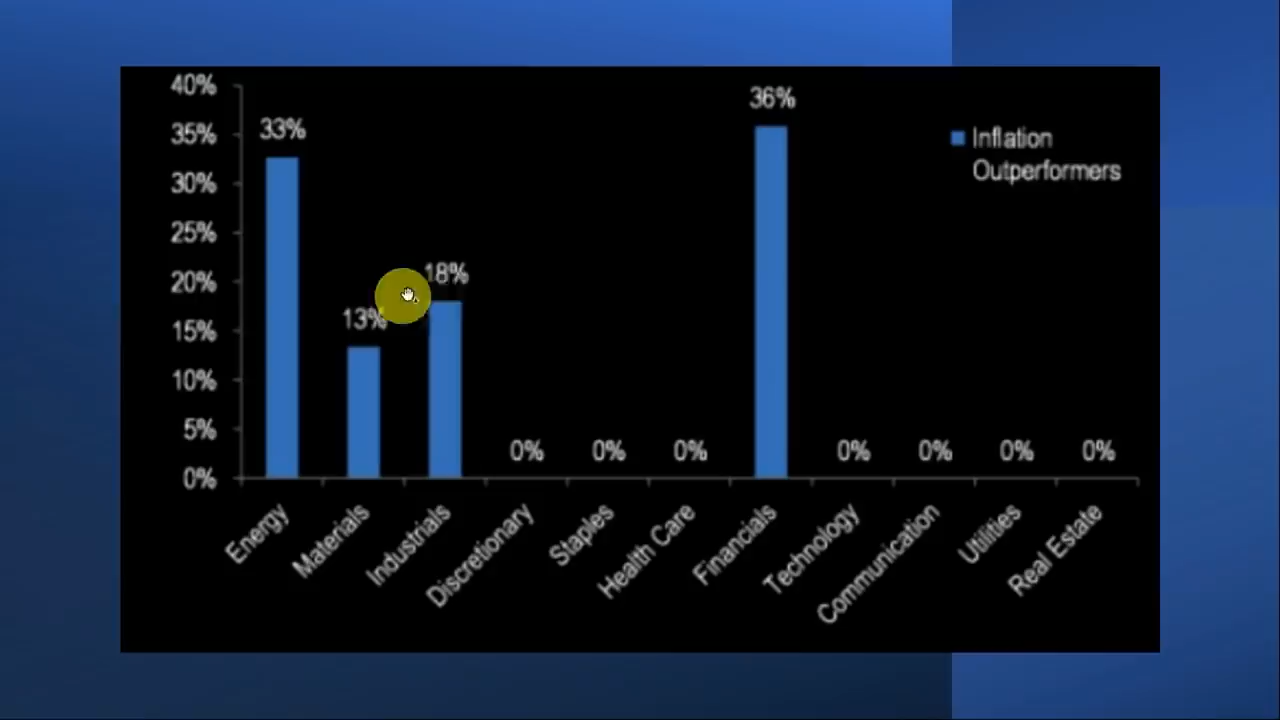 40%
35%
30%
25%
20%
15%
10%
5%
0%
33%
13%
18%
0%
0%
0%
36%
0%
0%
0%
0%
Inflation
Outperformers
Energy
Materials
Industrials
Discretionary
Staples
Health Care
Financials
Technology
Communication
Utilities
Real Estate